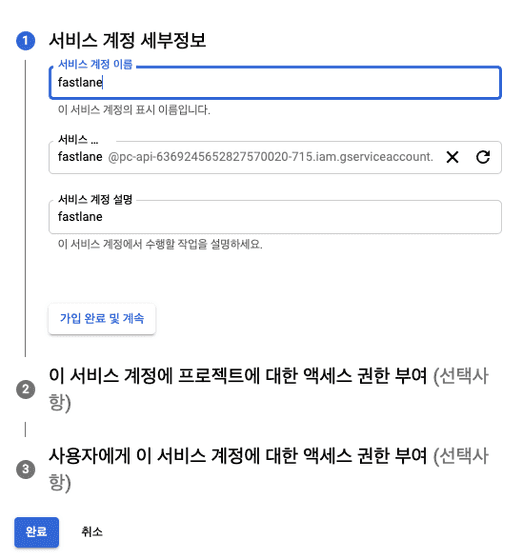 1 서비스 계정 세부정보
서비스 계정 이름
fastlane
이 서비스 계정의 표시 이름입니다.
서비스 ...
fastlane @pc-api-6369245652827570020-715.iam.gserviceaccount.
서비스 계정 설명
fastlane
이 서비스 계정에서 수행할 작업을 설명하세요.
가입 완료 및 계속
2 이 서비스 계정에 프로젝트에 대한 액세스 권한 부여 (선택사
항)
3 사용자에게 이 서비스 계정에 대한 액세스 권한 부여 (선택사
항)
완료 취소